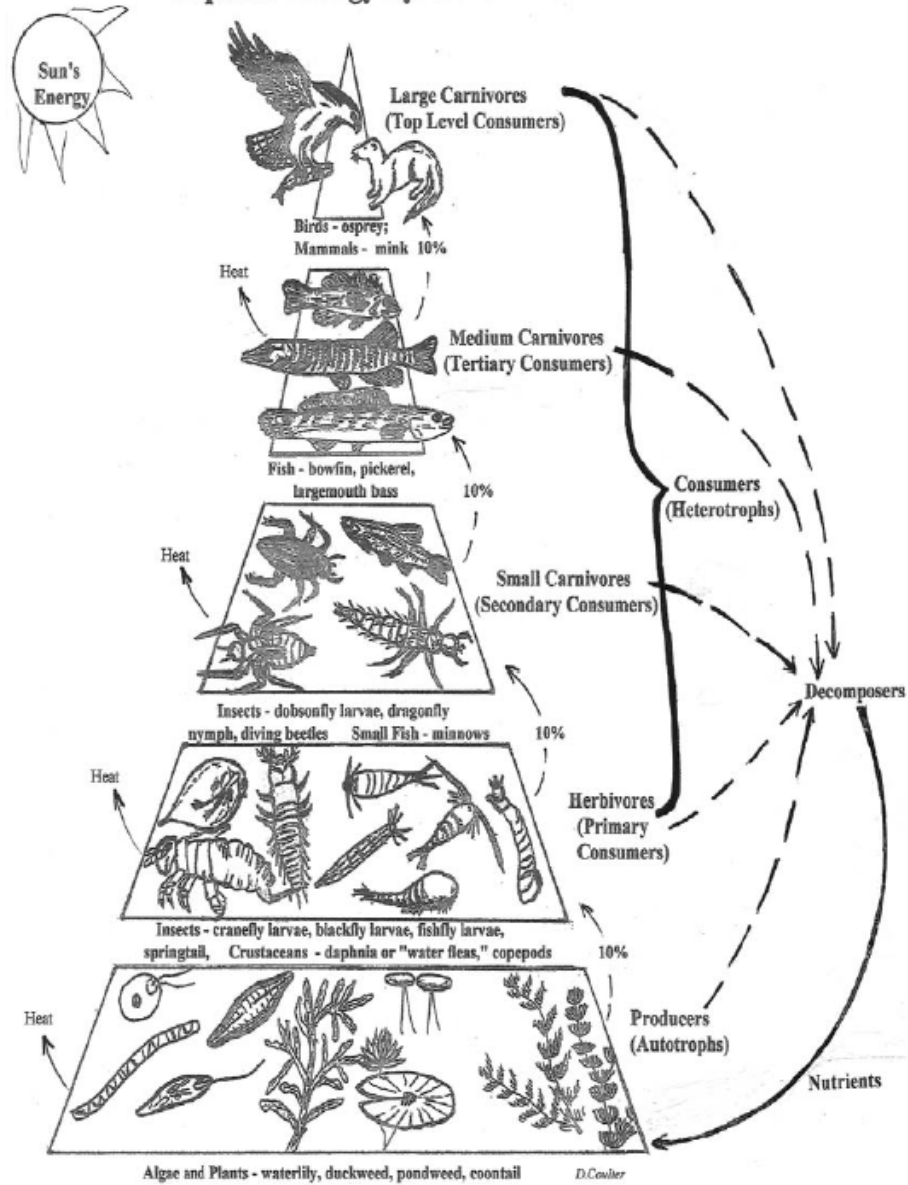 Sun's
Energy
Large Carnivores
(Top Level Consumers)
Birds - osprey;
Mammals - mink 10%
Heat
Medium Carnivores
(Tertiary Consumers)
Fish - bowfin, pickerel,
largemouth bass
10%
Consumers
(Heterotrophs)
Heat
Small Carnivores
(Secondary Consumers)
Decomposers
Insects - dobsonfly larvae, dragonfly
nymph, diving beetles Small Fish - minnows
10%
Heat
Herbivores
(Primary
Consumers)
Insects - cranefly larvae, blackfly larvae, fishfly larvae,
springtail, Crustaceans - daphnia or "water fleas," copepods
10%
Heat
Producers
(Autotrophs)
Nutrients
Algae and Plants - waterlily, duckweed, pondweed, coontail
D.Coulter